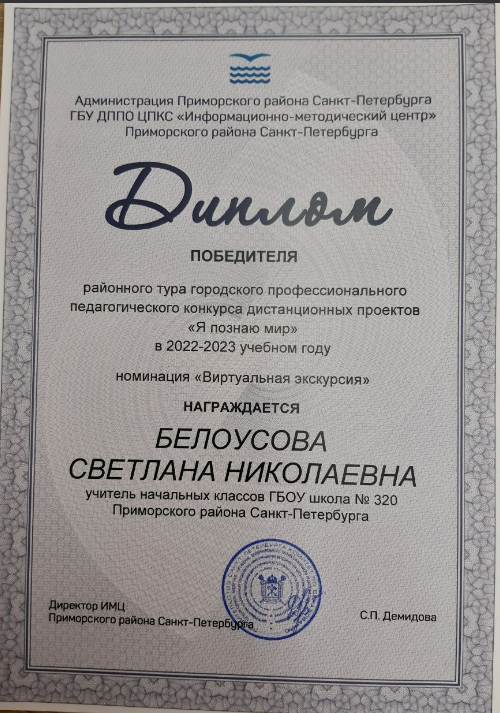 Администрация Приморского района Санкт-Петербурга
ГБУ ДППО ЦПКС «Информационно-методический центр»
Приморского района Санкт-Петербурга
Диплом
ПОБЕДИТЕЛЯ
районного тура городского профессионального
педагогического конкурса дистанционных проектов
«Я познаю мир»
в 2022-2023 учебном году
номинация «Виртуальная экскурсия»
НАГРАЖДАЕТСЯ
БЕЛОУСОВА
СВЕТЛАНА НИКОЛАЕВНА
учитель начальных классов ГБОУ школа № 320
Приморского района Санкт-Петербурга
Директор ИМЦ
Приморского района Санкт-Петербурга
С.П. Демидова